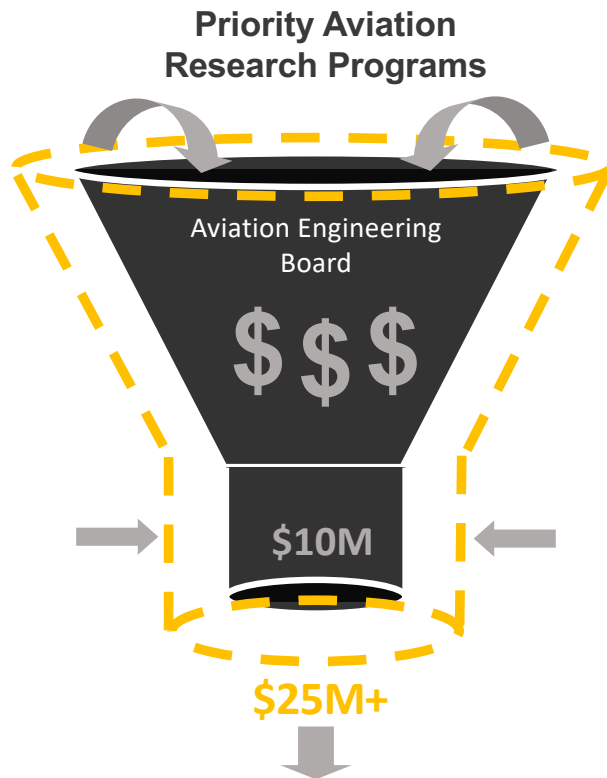 Priority Aviation
Research Programs
Aviation Engineering
Board
$ $ $
$10M
$25M+